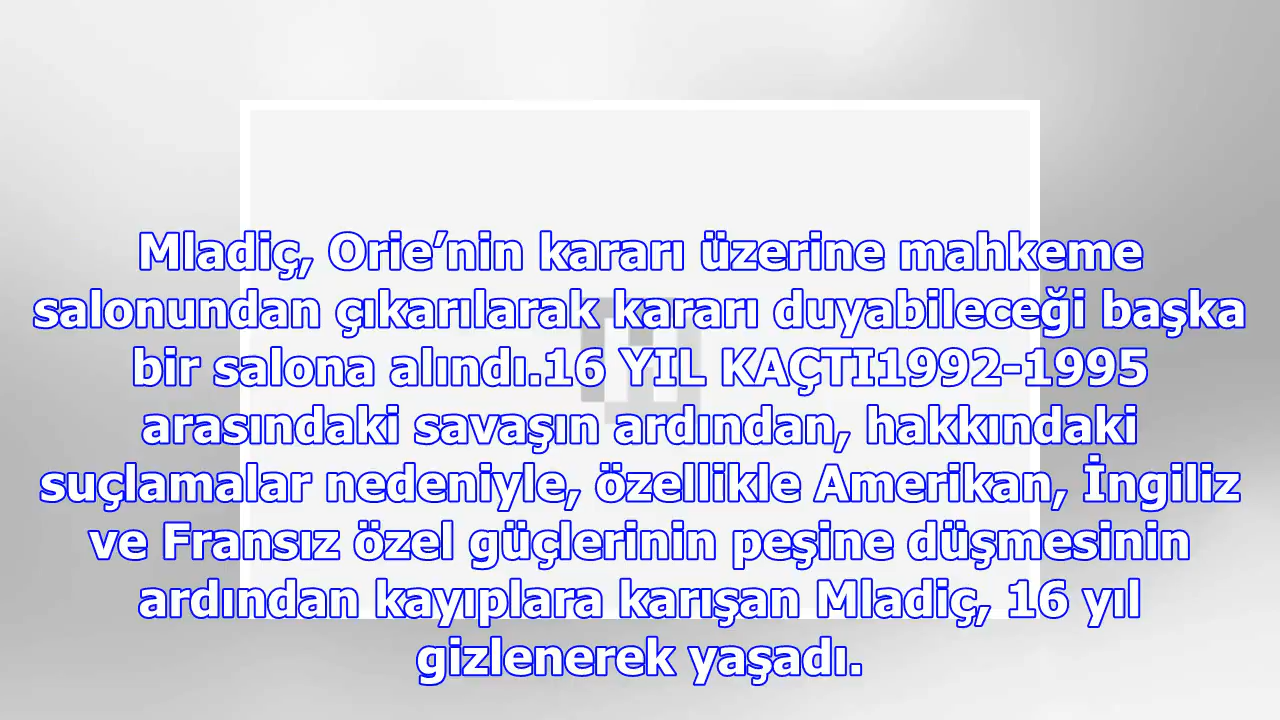 Mladiç, Orie’nin kararı üzerine mahkeme
salonundan çıkarılarak kararı duyabileceği başka
bir salona alındı.16 YIL KAÇTI1992-1995
arasındaki savaşın ardından, hakkındaki
suçlamalar nedeniyle, özellikle Amerikan, İngiliz
ve Fransız özel güçlerinin peşine düşmesinin
ardından kayıplara karışan Mladiç, 16 yıl
gizlenerek yaşadı.